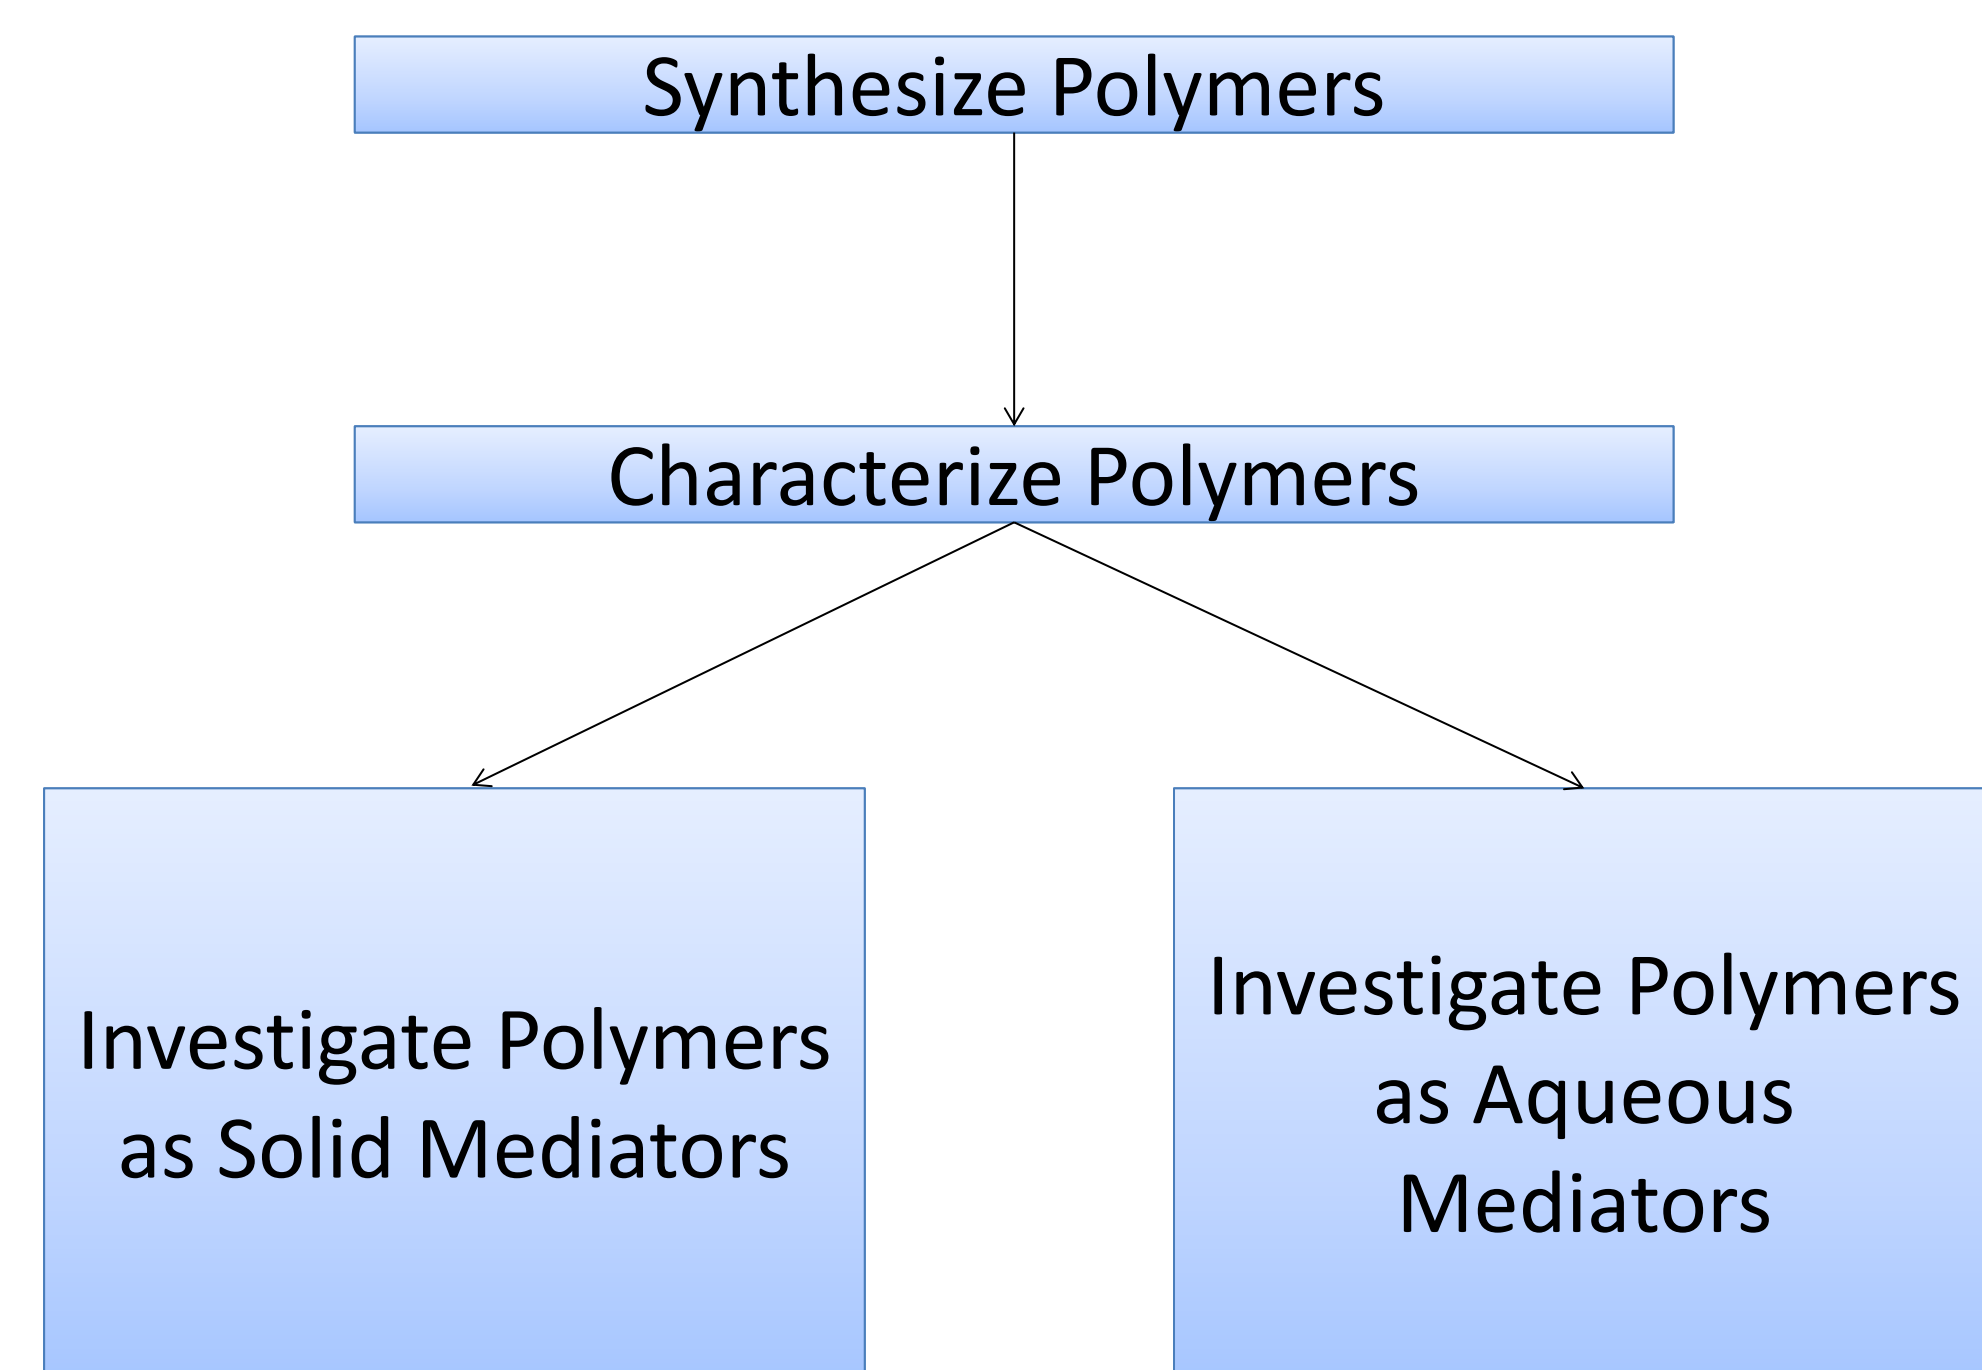 Synthesize Polymers
Characterize Polymers
Investigate Polymers
as Solid Mediators
Investigate Polymers
as Aqueous
Mediators